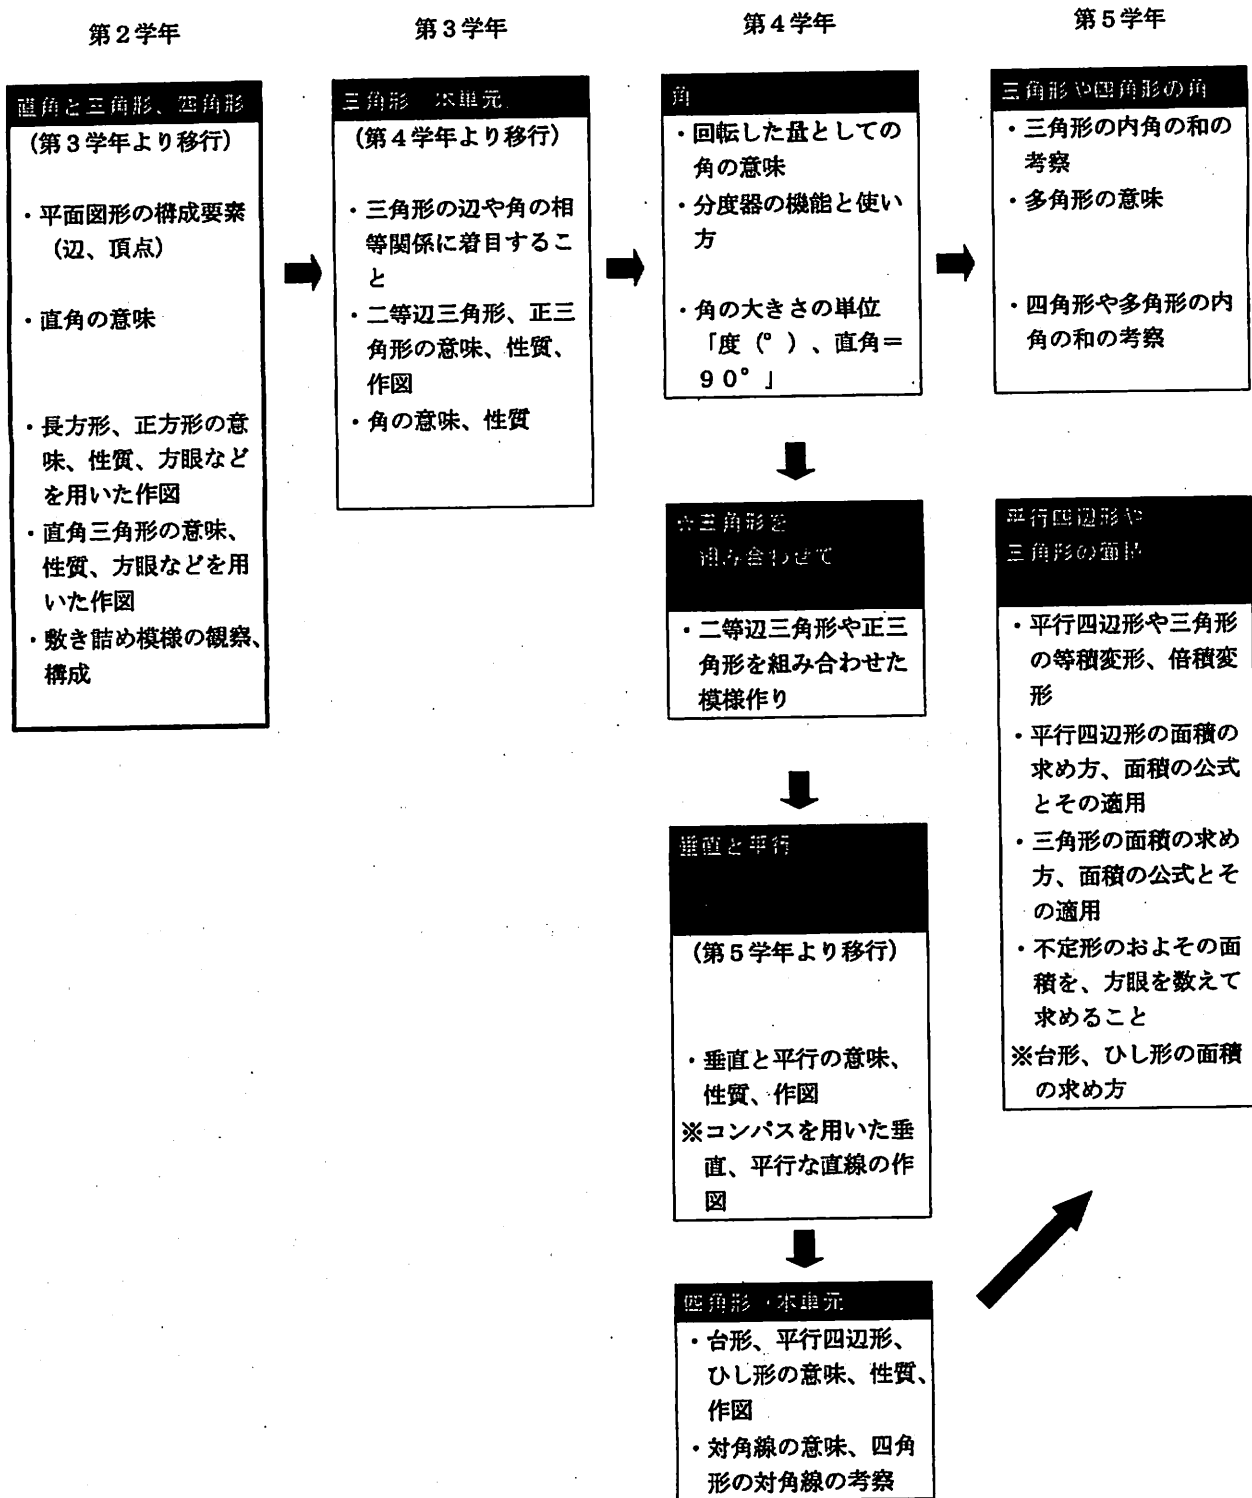 第2学年
直角と三角形、四角形
(第3学年より移行)
・平面図形の構成要素
(辺、頂点)
・直角の意味
・長方形、正方形の意
味、性質、方眼など
を用いた作図
・直角三角形の意味、
性質、方眼などを用
いた作図
・敷き詰め模様の観察、
構成
第3学年
三角形 本単元
(第4学年より移行)
・三角形の辺や角の相
等関係に着目するこ
と
・二等辺三角形、正三
角形の意味、性質、
作図
・角の意味、性質
第4学年
角
・回転した量としての
角の意味
・分度器の機能と使い
方
・角の大きさの単位
「度(°)、直角=
90°」
☆三角形を
組み合わせて
・二等辺三角形や正三
角形を組み合わせた
模様作り
垂直と平行
(第5学年より移行)
・垂直と平行の意味、
性質、作図
※コンパスを用いた垂
直、平行な直線の作
図
四角形・本単元
・台形、平行四辺形、
ひし形の意味、性質、
作図
・対角線の意味、四角
形の対角線の考察
第5学年
三角形や四角形の角
・三角形の内角の和の
考察
・多角形の意味
・四角形や多角形の内
角の和の考察
平行四辺形や
三角形の面積
・平行四辺形や三角形
の等積変形、倍積変
形
・平行四辺形の面積の
求め方、面積の公式
とその適用
・三角形の面積の求め
方、面積の公式とそ
の適用
・不定形のおよその面
積を、方眼を数えて
求めること
※台形、ひし形の面積
の求め方